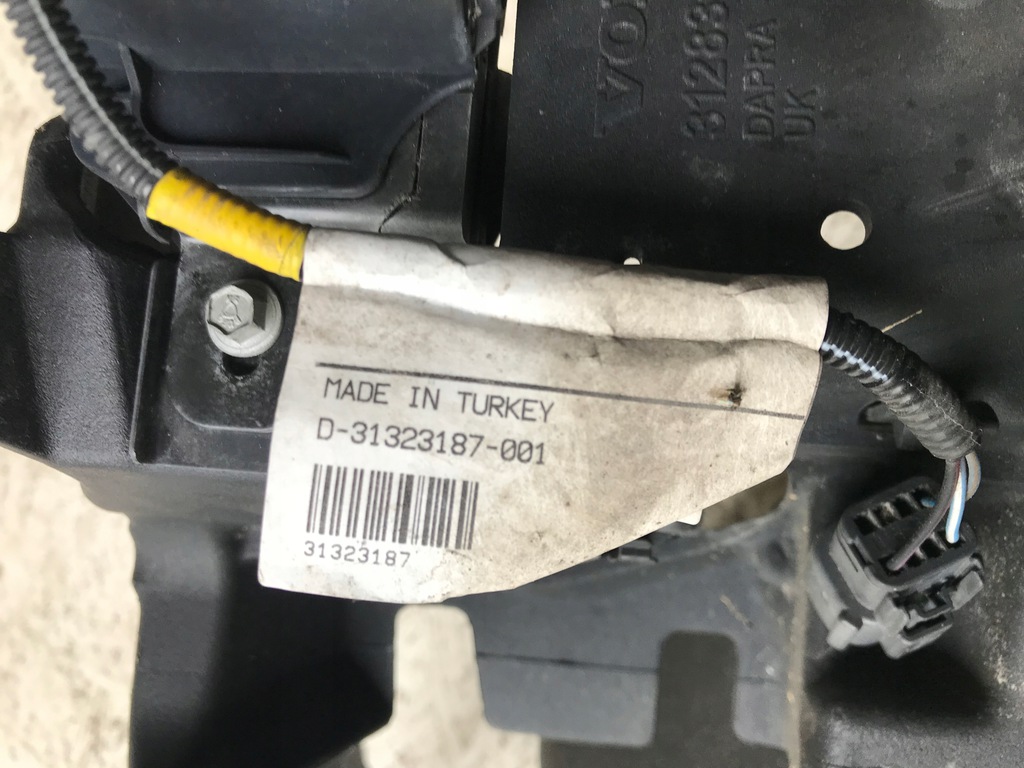 MADE IN TURKEY
D-31323187-001
31323187
DAPRA
UK